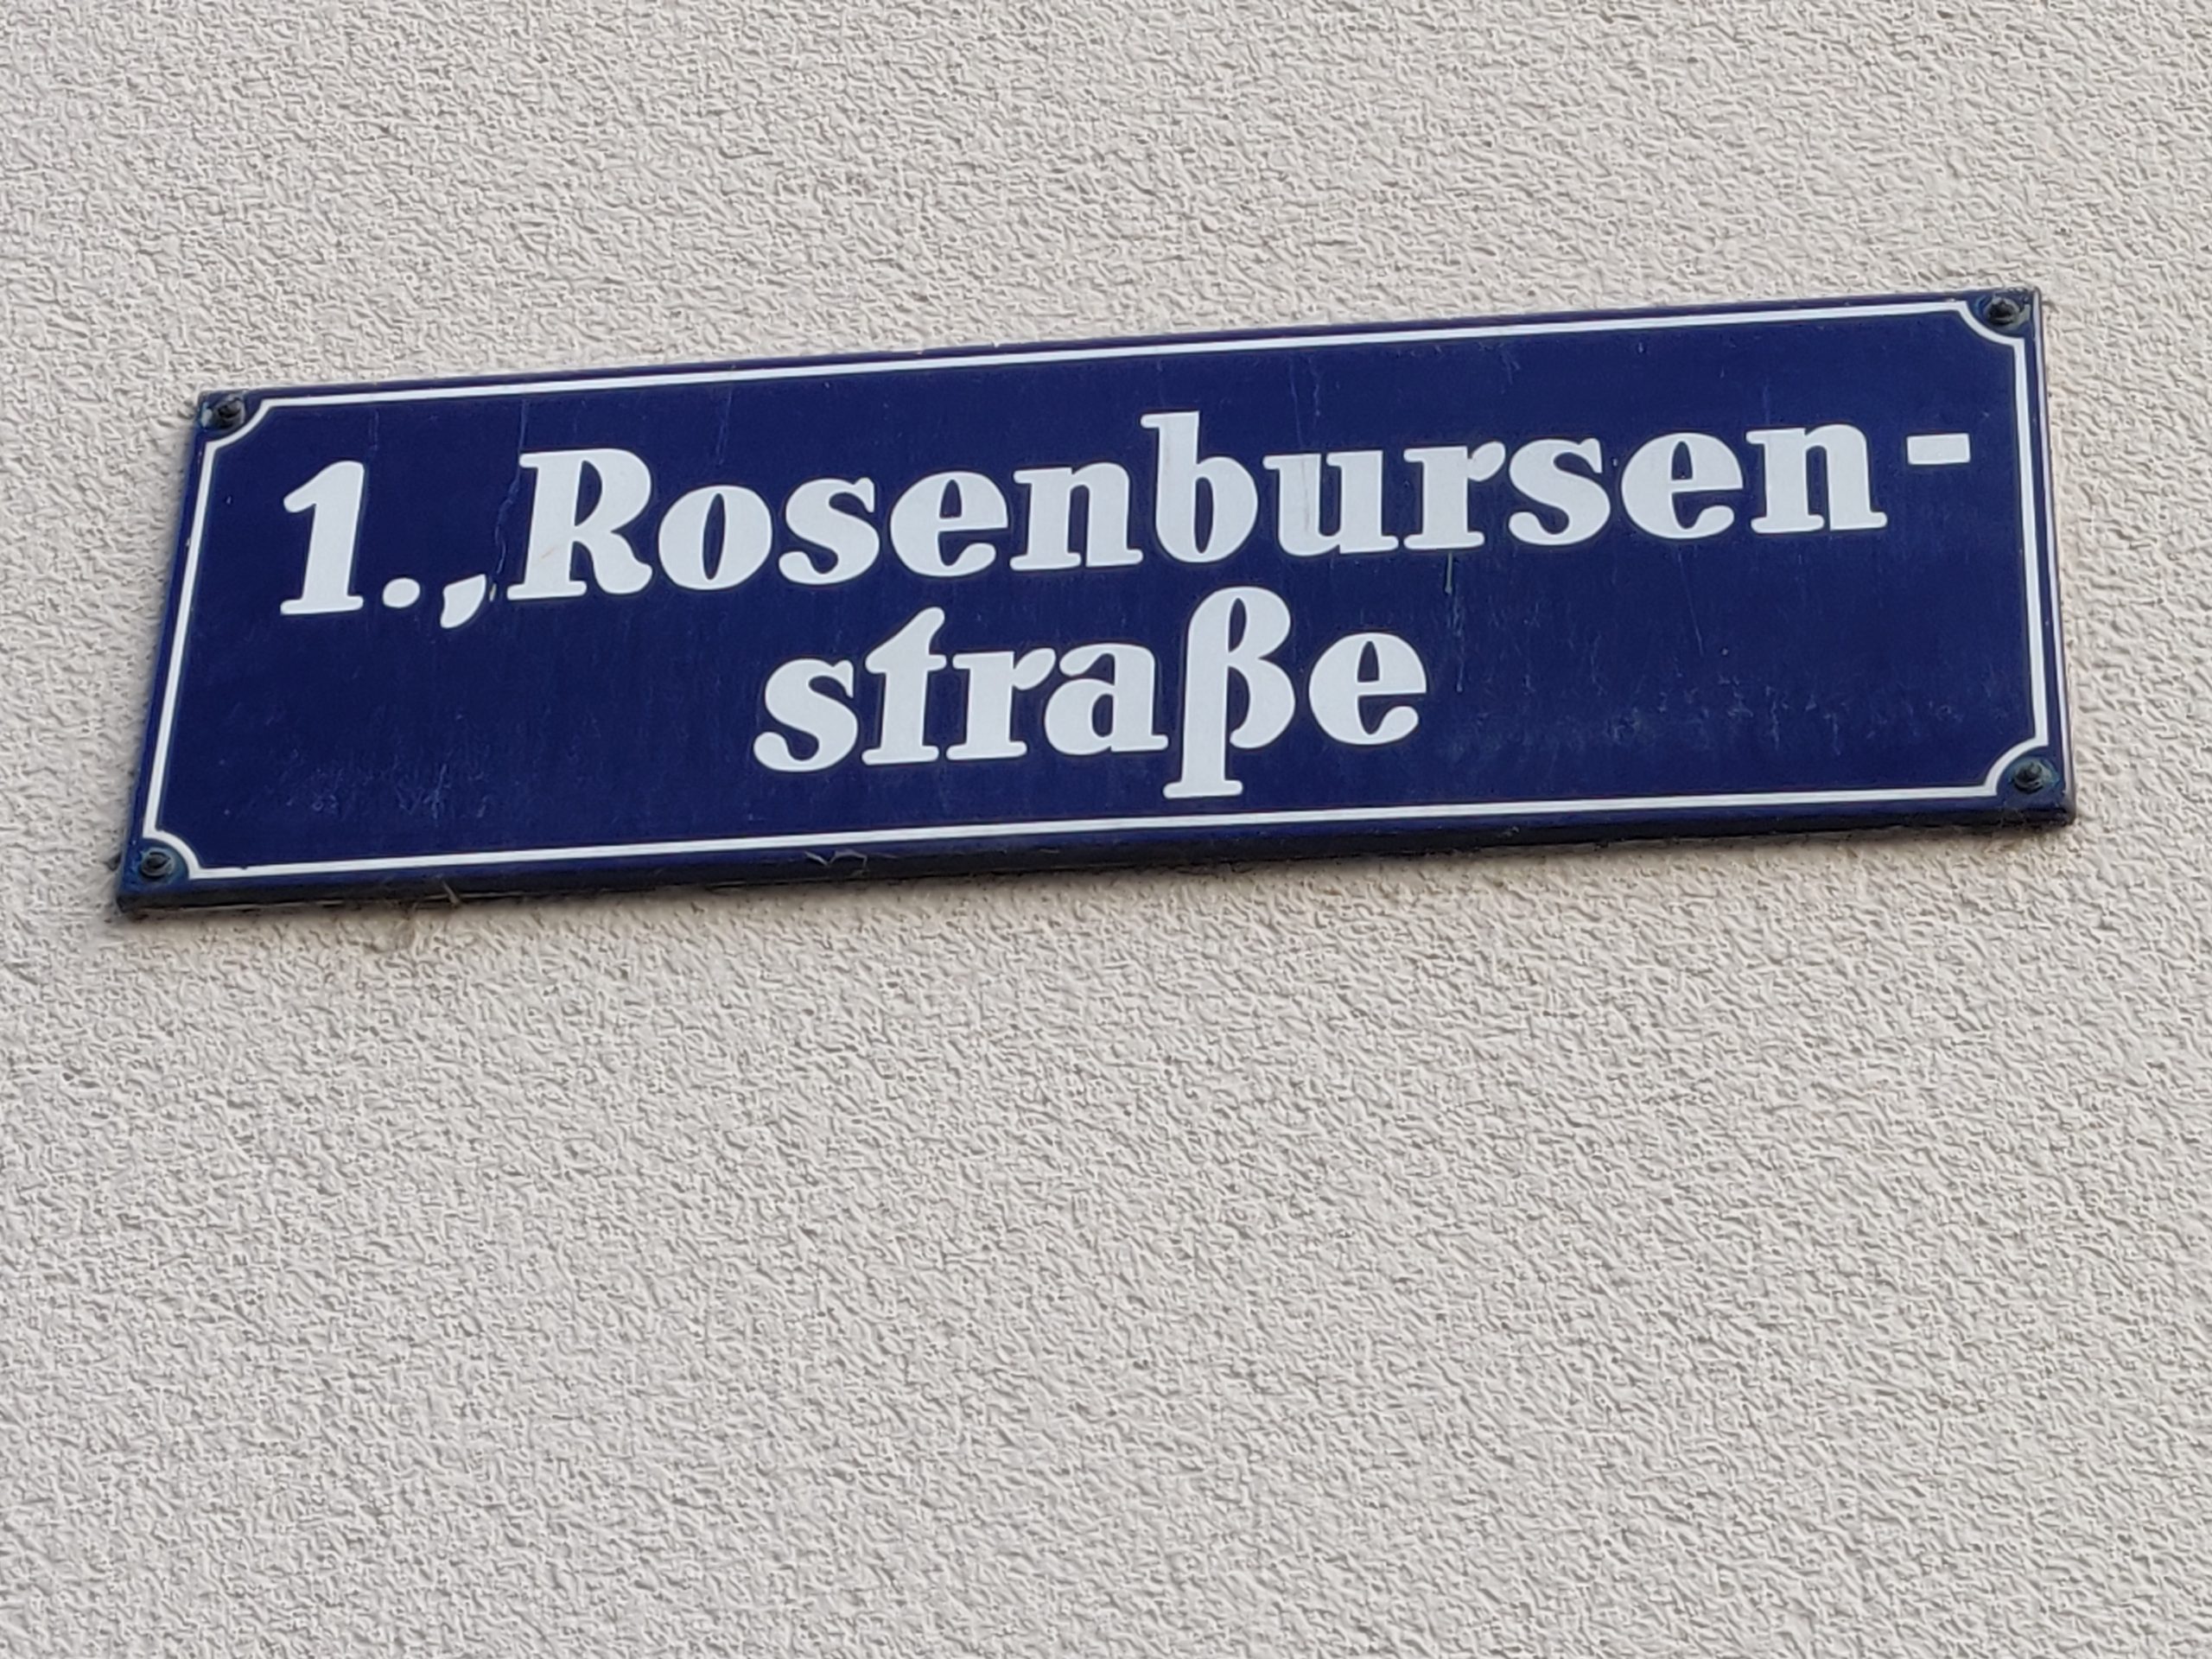 1., Rosenbursen-
straße